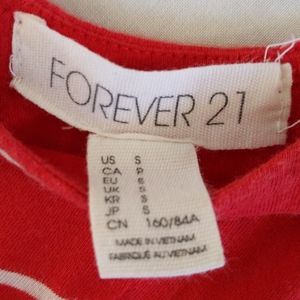 FOREVER 21
US S
CA P
EU S
UK S
KR S
JP S
CN 160/84A
MADE IN VIETNAM
FABRIQUÉ AU VIETNAM